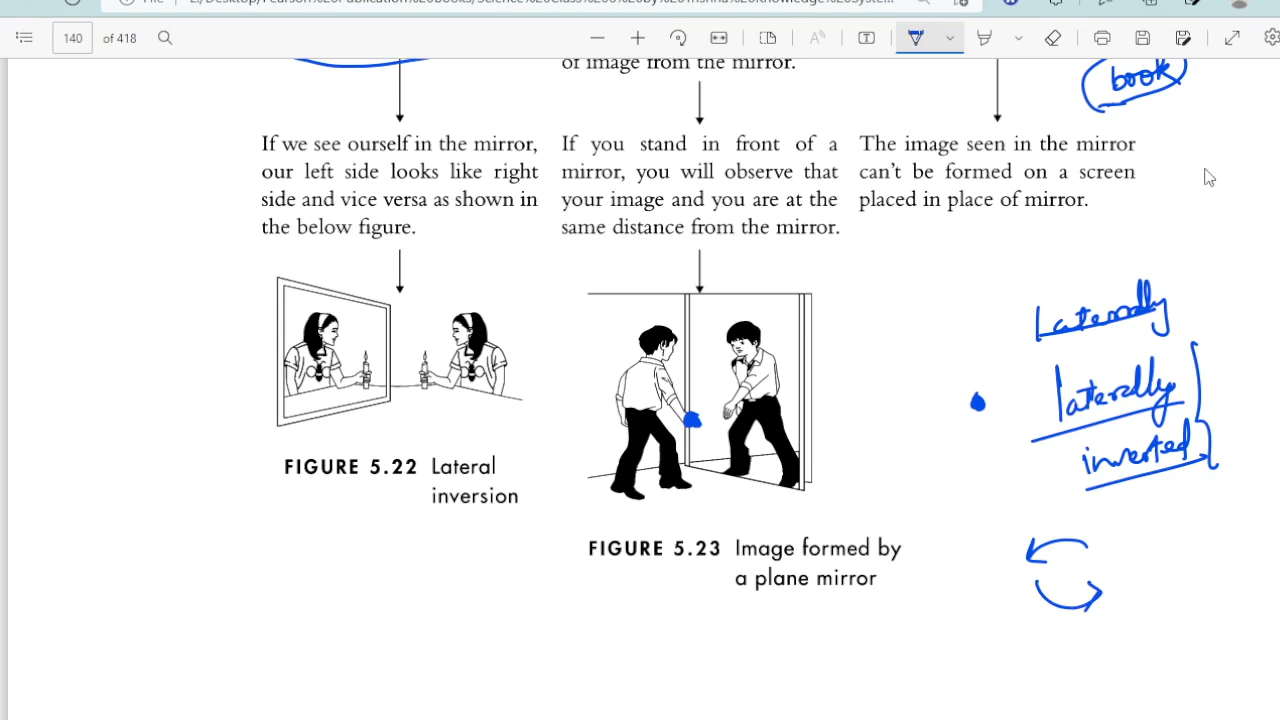 140 of 418
of image from the mirror.
book
If we see ourself in the mirror,
our left side looks like right
side and vice versa as shown in
the below figure.
If you stand in front of a
mirror, you will observe that
your image and you are at the
same distance from the mirror.
The image seen in the mirror
can't be formed on a screen
placed in place of mirror.
Laterally
laterally
inverted
FIGURE 5.22 Lateral
inversion
FIGURE 5.23 Image formed by
a plane mirror